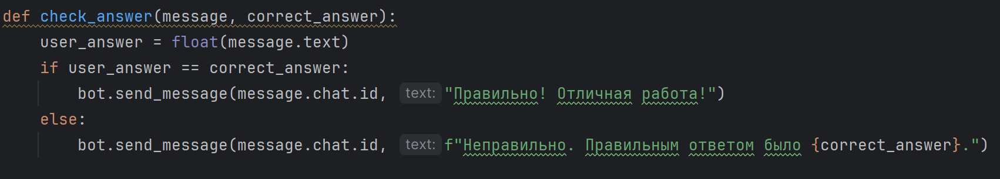 def check_answer(message, correct_answer):
    user_answer = float(message.text)
    if user_answer == correct_answer:
        bot.send_message(message.chat.id, text: "Правильно! Отличная работа!")
    else:
        bot.send_message(message.chat.id, text: f"Неправильно. Правильным ответом было {correct_answer}.")